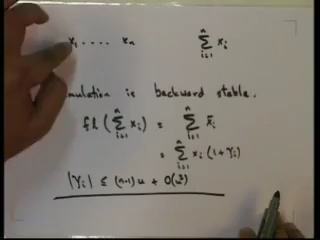 x₁ .... xₙ ∑ᵢ₌₁ⁿ xᵢ
mulation is backward stable.
fl(∑ᵢ₌₁ⁿ xᵢ) = ∑ᵢ₌₁ⁿ x̃ᵢ
= ∑ᵢ₌₁ⁿ xᵢ (1 + γᵢ)
|γᵢ| ≤ (n-1)u + O(u²)